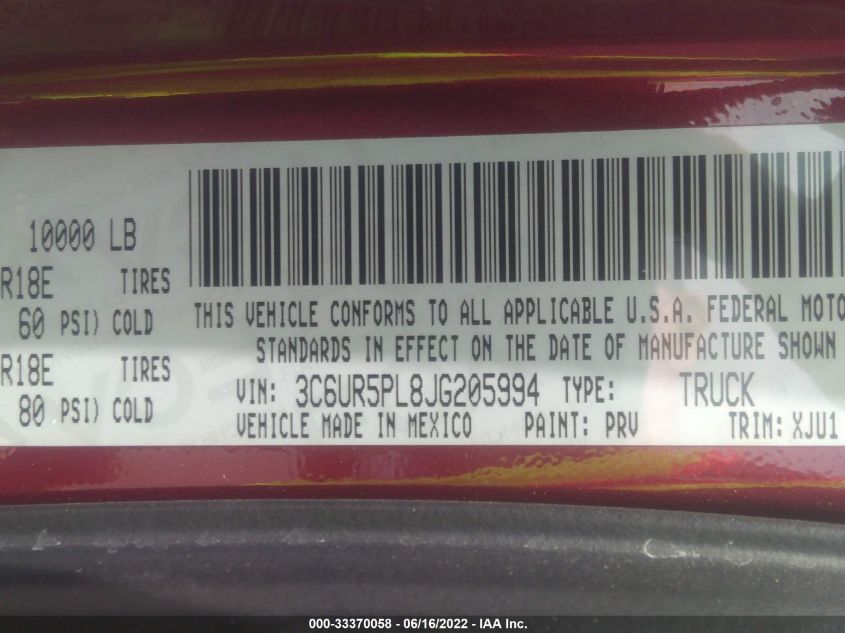 10000 LB
R18E TIRES
60 PSI) COLD
R18E TIRES
80 PSI) COLD
THIS VEHICLE CONFORMS TO ALL APPLICABLE U.S.A. FEDERAL MOTO
STANDARDS IN EFFECT ON THE DATE OF MANUFACTURE SHOWN
VIN: 3C6UR5PL8JG205994 TYPE: TRUCK
VEHICLE MADE IN MEXICO PAINT: PRV TRIM: XJU1
000-33370058 - 06/16/2022 - IAA Inc.